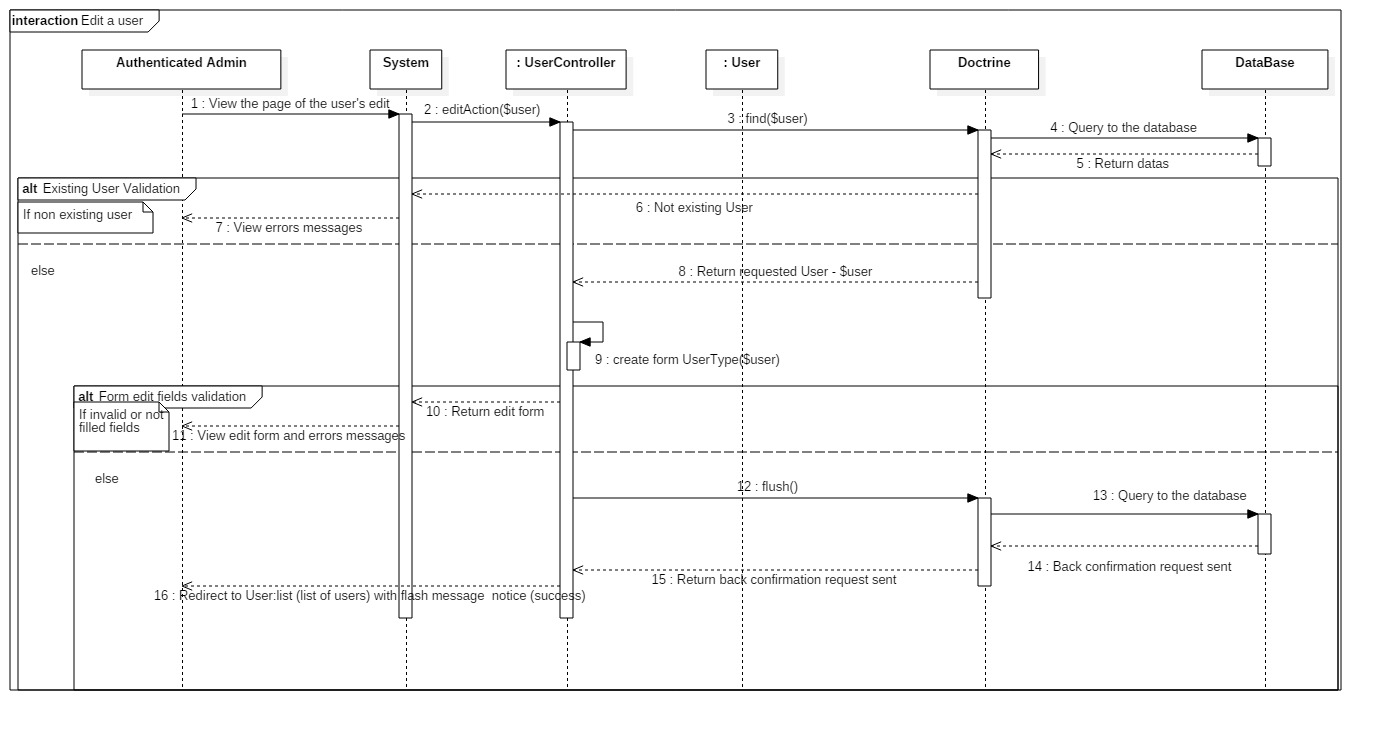 interaction Edit a user
Authenticated Admin
System
: UserController
: User
Doctrine
DataBase
1 : View the page of the user's edit
2 : editAction($user)
3 : find($user)
4 : Query to the database
5 : Return datas
alt Existing User Validation
6 : Not existing User
If non existing user
7 : View errors messages
else
8 : Return requested User - $user
9 : create form UserType($user)
alt Form edit fields validation
10 : Return edit form
If invalid or not
filled fields
11 : View edit form and errors messages
else
12 : flush()
13 : Query to the database
14 : Back confirmation request sent
15 : Return back confirmation request sent
16 : Redirect to User:list (list of users) with flash message  notice (success)